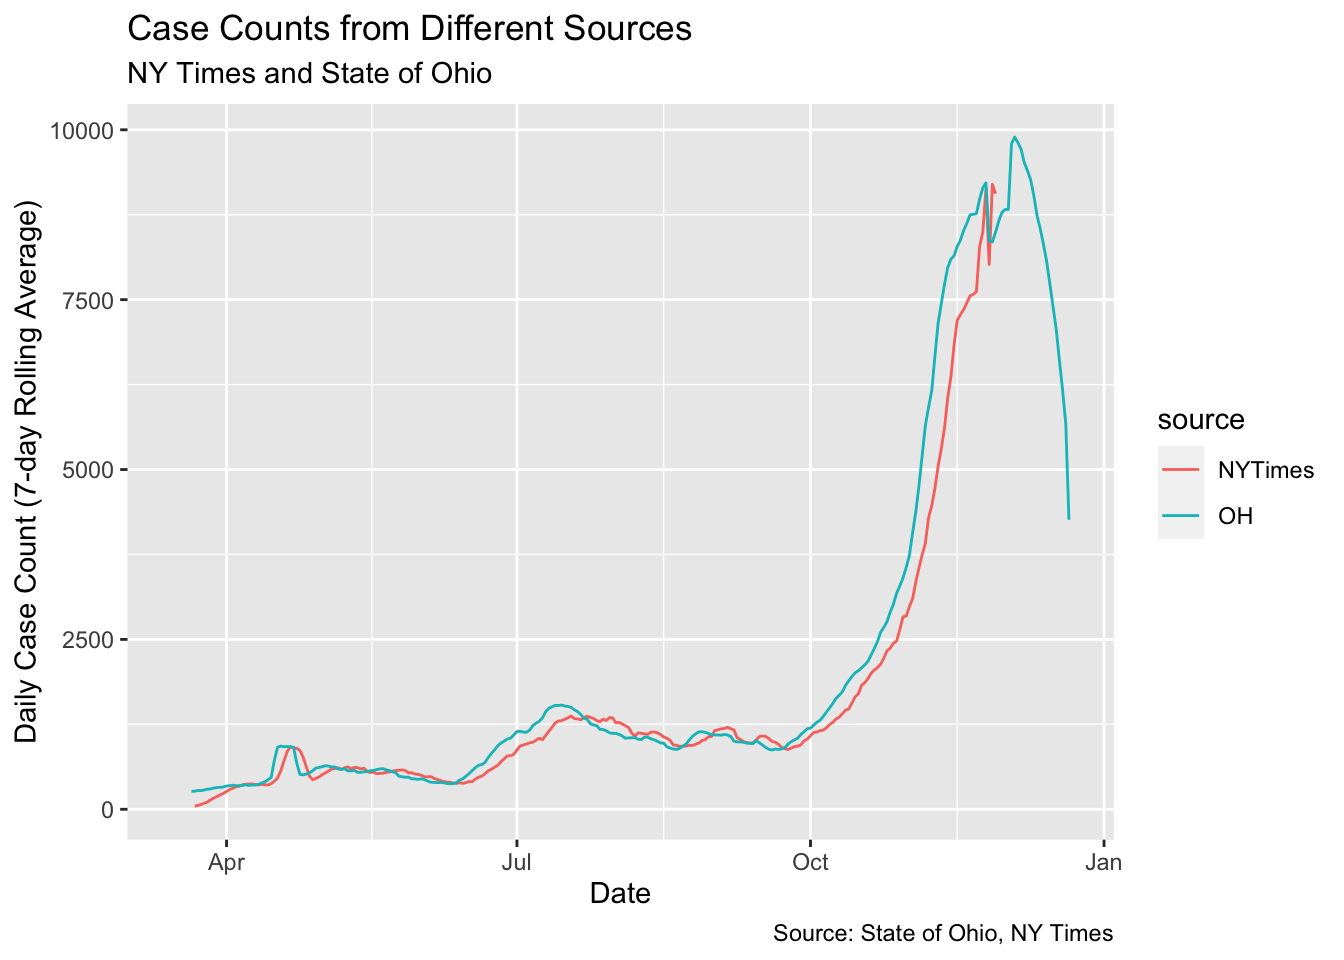 Case Counts from Different Sources
NY Times and State of Ohio
Daily Case Count (7-day Rolling Average)
10000
7500
5000
2500
0
Apr
Jul
Oct
Jan
Date
source
NYTimes
OH
Source: State of Ohio, NY Times